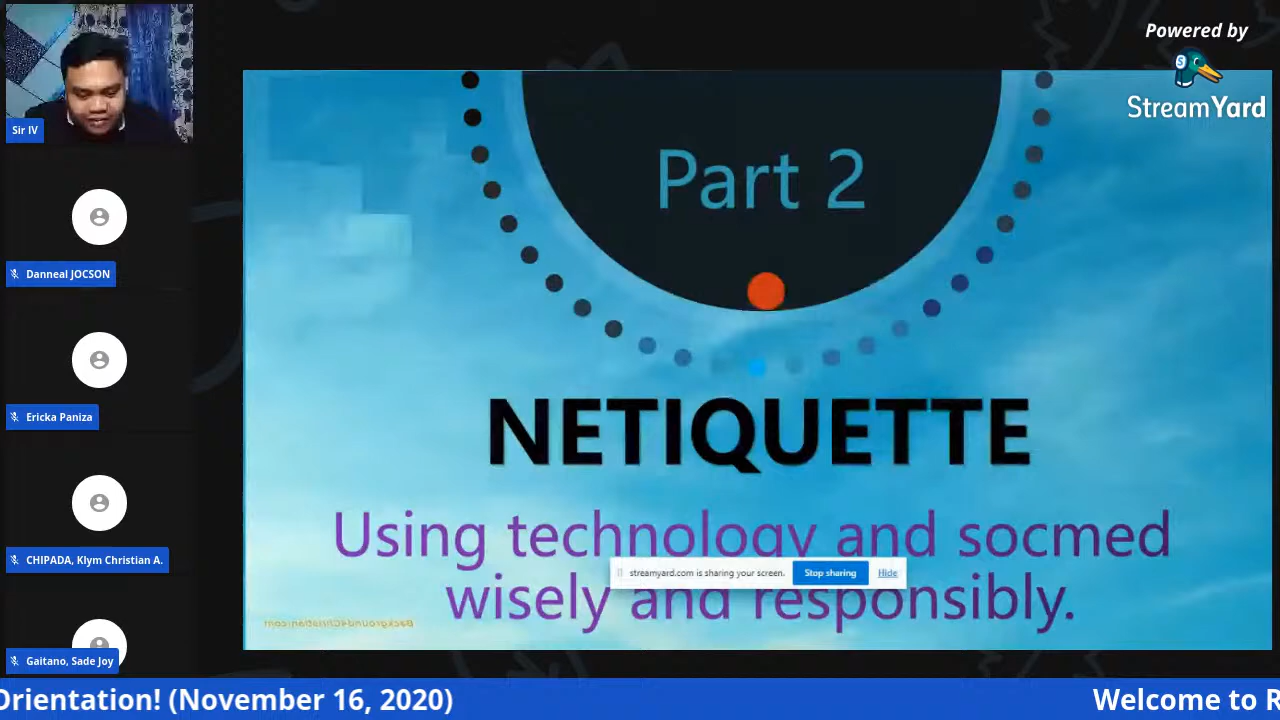 Powered by
StreamYard
Sir IV
Danneal JOCSON
Ericka Paniza
CHIPADA, Klym Christian A.
Gaitano, Sade Joy
Part 2
NETIQUETTE
Using technology and socmed
streamyard.com is sharing your screen. Stop sharing Hide
wisely and responsibly.
Orientation! (November 16, 2020) Welcome to R